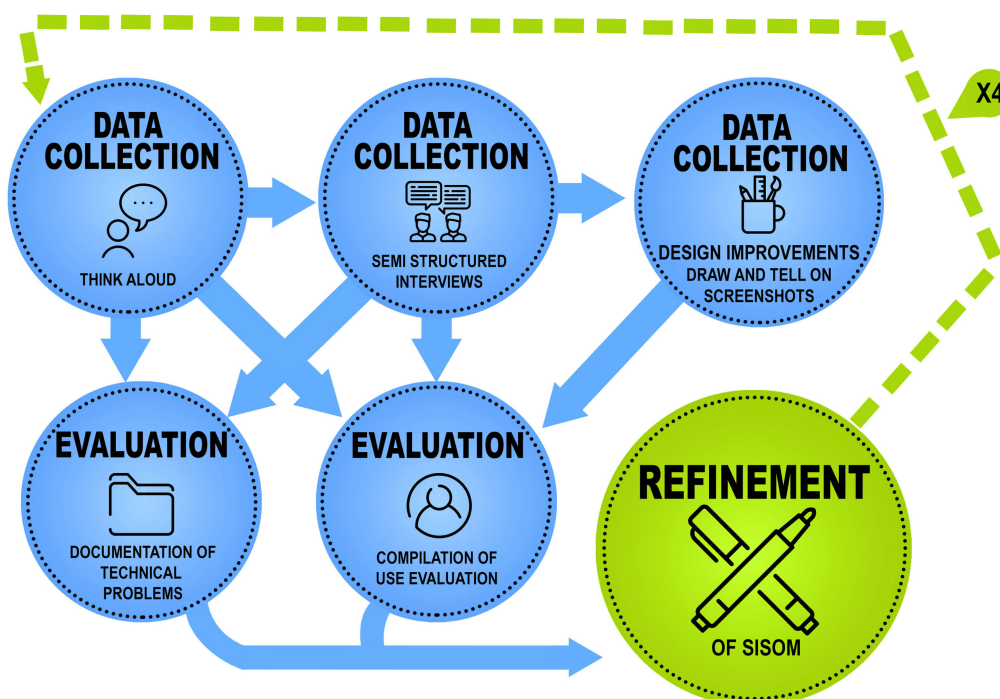 X4
DATA
COLLECTION
THINK ALOUD
DATA
COLLECTION
SEMI STRUCTURED
INTERVIEWS
DATA
COLLECTION
DESIGN IMPROVEMENTS
DRAW AND TELL ON
SCREENSHOTS
EVALUATION
DOCUMENTATION OF
TECHNICAL
PROBLEMS
EVALUATION
COMPILATION OF
USE EVALUATION
REFINEMENT
OF SISOM